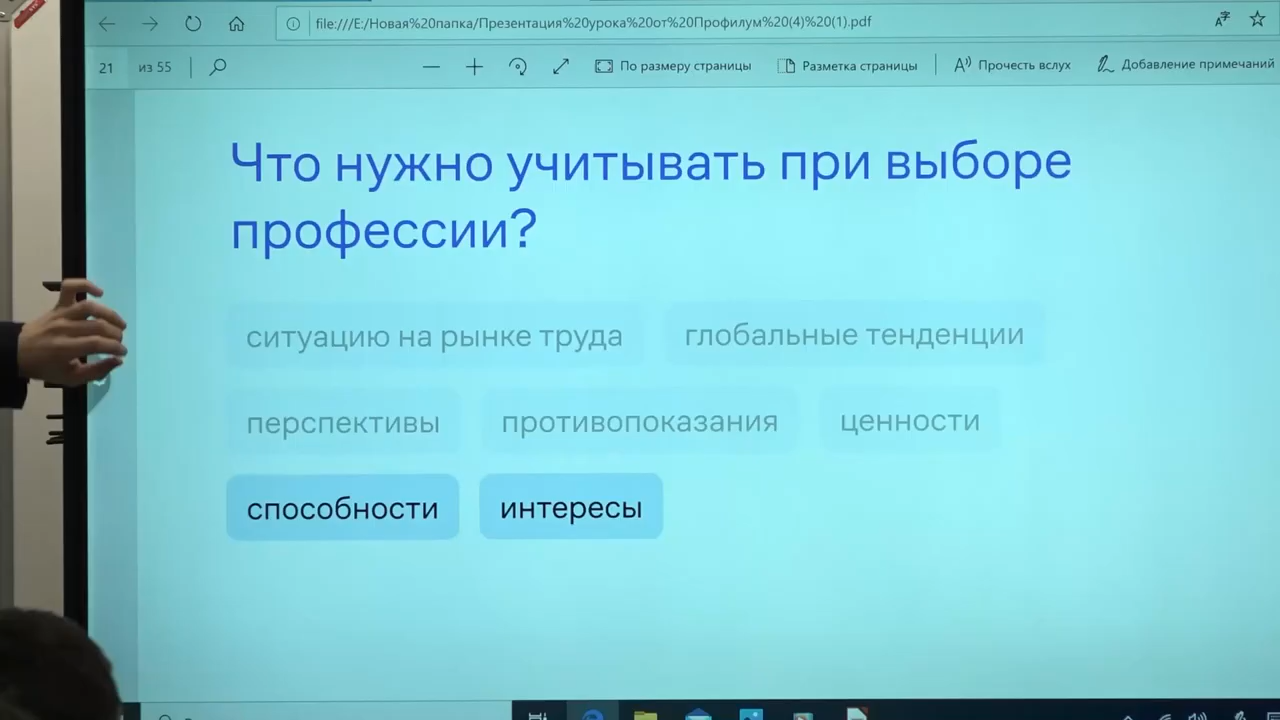 file:///E:/Новая%20папка/Презентация%20урока%20от%20Профилум%20(4)%20(1).pdf
21 из 55 По размеру страницы Разметка страницы Прочесть вслух Добавление примечаний
Что нужно учитывать при выборе
профессии?
ситуацию на рынке труда глобальные тенденции
перспективы противопоказания ценности
способности интересы